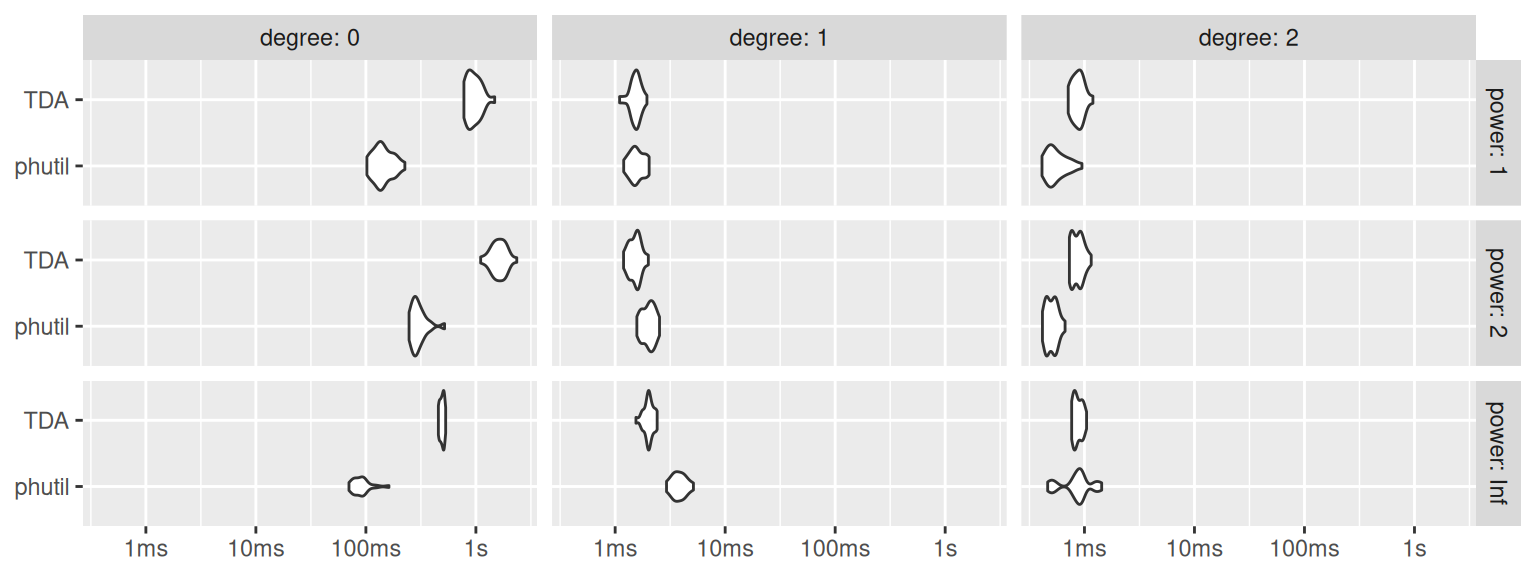 degree: 0
degree: 1
degree: 2
TDA
phutil
power: 1
TDA
phutil
power: 2
TDA
phutil
power: Inf
1ms 10ms 100ms 1s
1ms 10ms 100ms 1s
1ms 10ms 100ms 1s